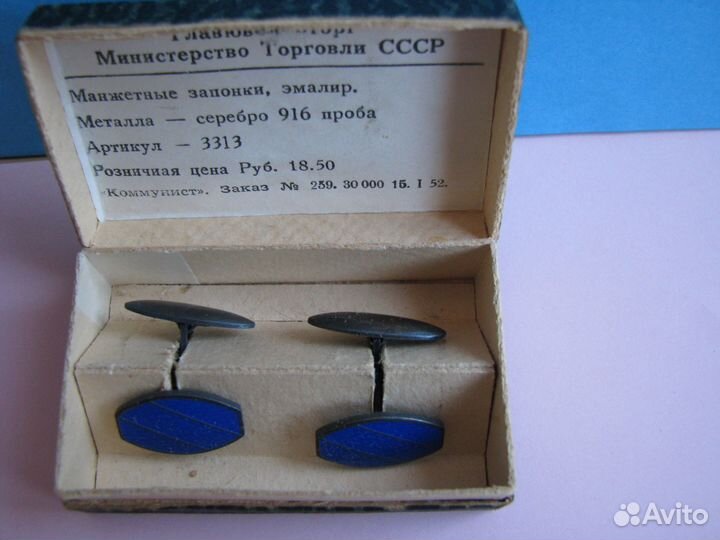 Главювелирторг
Министерство Торговли СССР
Манжетные запонки, эмалир.
Металла — серебро 916 проба
Артикул — 3313
Розничная цена Руб. 18.50
«Коммунист». Заказ № 259. 30 000 15. I 52.
Avito